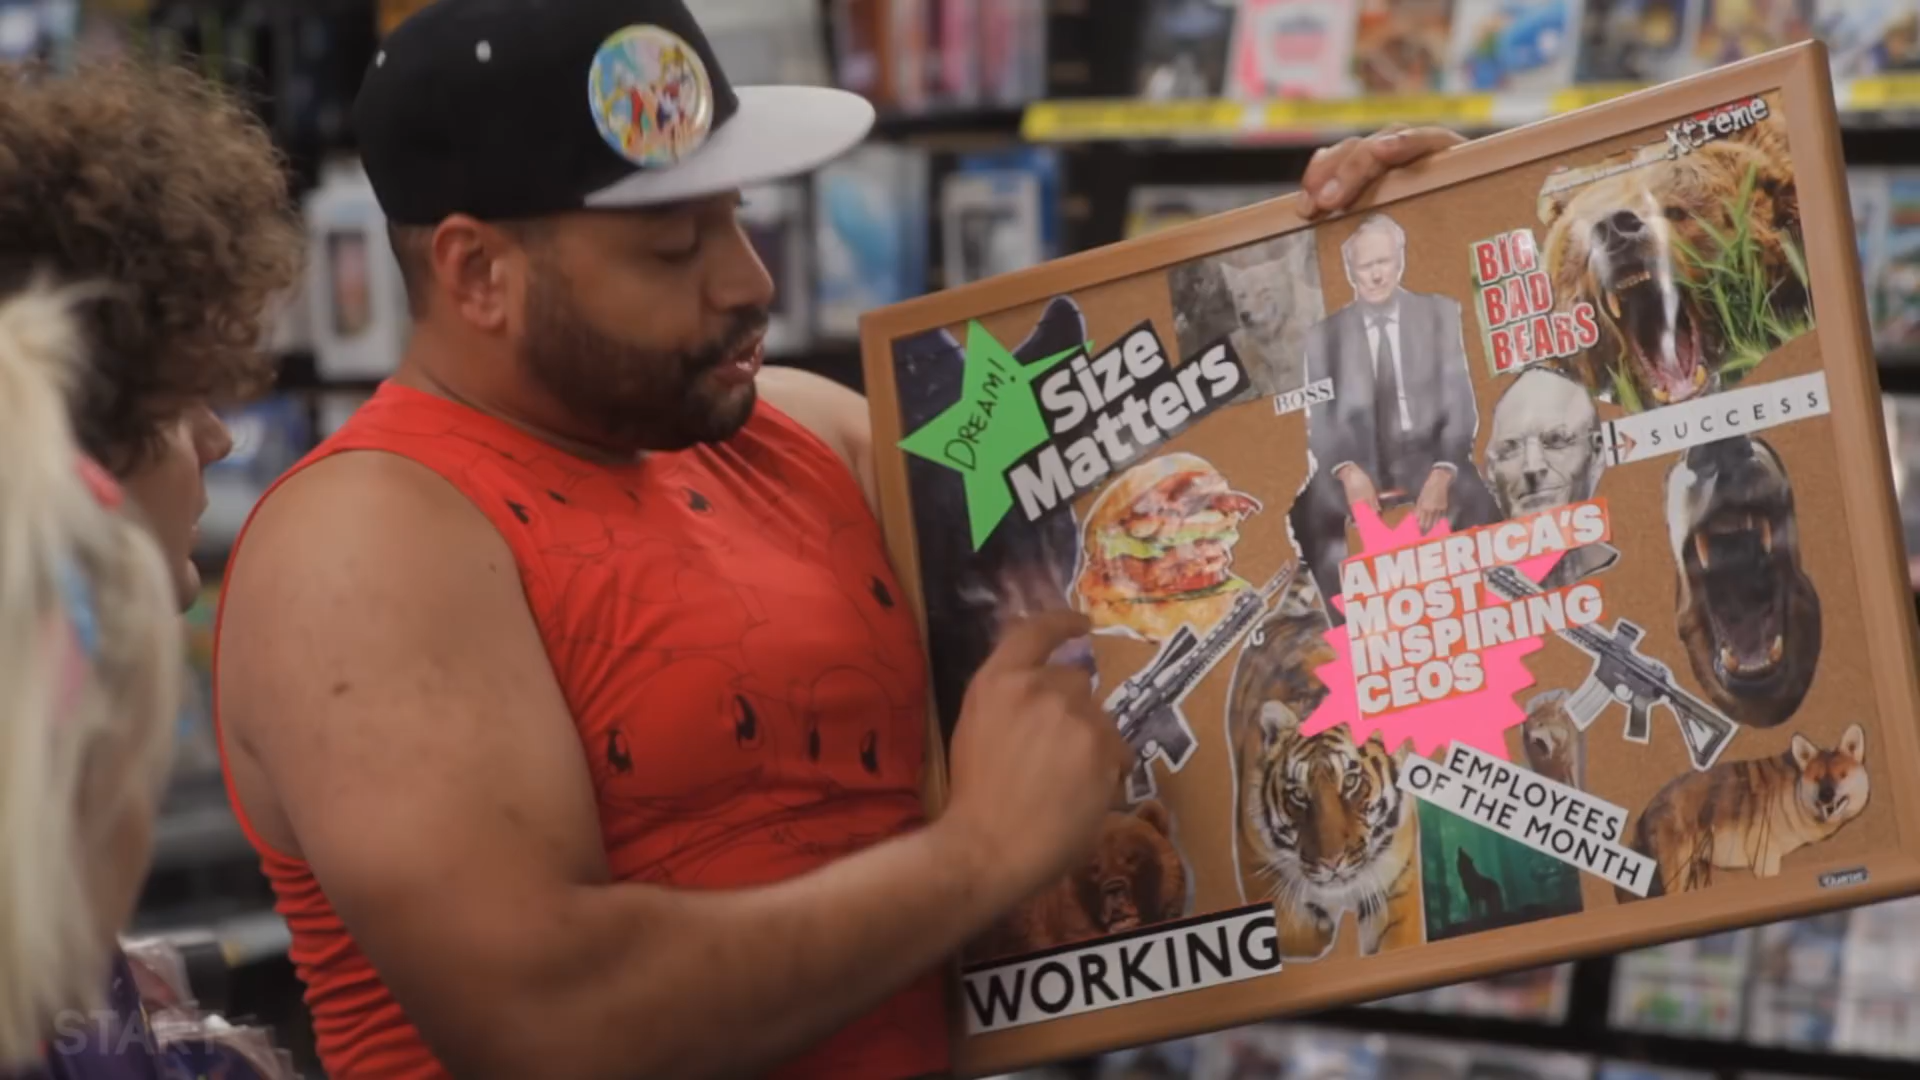 xtreme
BIG
BAD
BEARS
DREAM!
Size
Matters
BOSS
SUCCESS
AMERICA'S
MOST
INSPIRING
CEO'S
EMPLOYEES
OF THE MONTH
WORKING
Quartet
START